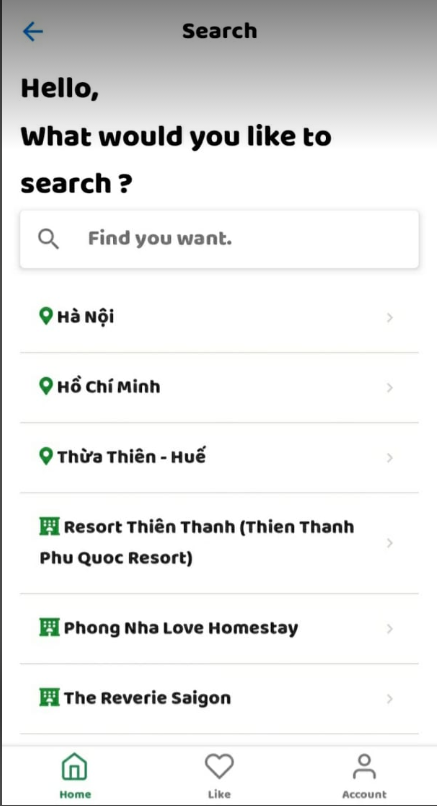 Search
Hello,
What would you like to
search ?
Find you want.
Hà Nội
Hồ Chí Minh
Thừa Thiên - Huế
Resort Thiên Thanh (Thien Thanh
Phu Quoc Resort)
Phong Nha Love Homestay
The Reverie Saigon
Home
Like
Account